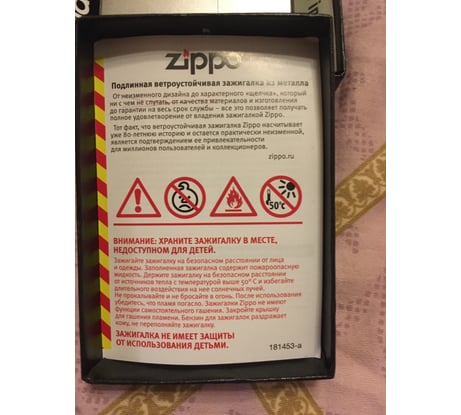 zippo
Подлинная ветроустойчивая зажигалка из металла
От неизменного дизайна до характерного «щелчка», который
ни с чем не спутать, от качества материалов и изготовления
до гарантии на весь срок службы – все это позволяет получать
полное удовлетворение от владения зажигалкой Zippo.
Тот факт, что ветроустойчивая зажигалка Zippo насчитывает
уже 80-летнюю историю и остается практически неизменной,
является подтверждением ее привлекательности
для миллионов пользователей и коллекционеров.
zippo.ru
50°C
ВНИМАНИЕ: ХРАНИТЕ ЗАЖИГАЛКУ В МЕСТЕ,
НЕДОСТУПНОМ ДЛЯ ДЕТЕЙ.
Зажигайте зажигалку на безопасном расстоянии от лица
и одежды. Заполненная зажигалка содержит пожароопасную
жидкость. Держите зажигалку на безопасном расстоянии
от источников тепла с температурой выше 50° С и избегайте
длительного воздействия на нее солнечных лучей.
Не прокалывайте и не бросайте в огонь. После использования
убедитесь, что пламя погасло. Зажигалки Zippo не имеют
функции самостоятельного гашения. Закройте крышку
для гашения пламени. Бензин для зажигалок раздражает
кожу, не переполняйте зажигалку.
ЗАЖИГАЛКА НЕ ИМЕЕТ ЗАЩИТЫ
ОТ ИСПОЛЬЗОВАНИЯ ДЕТЬМИ.
181453-a